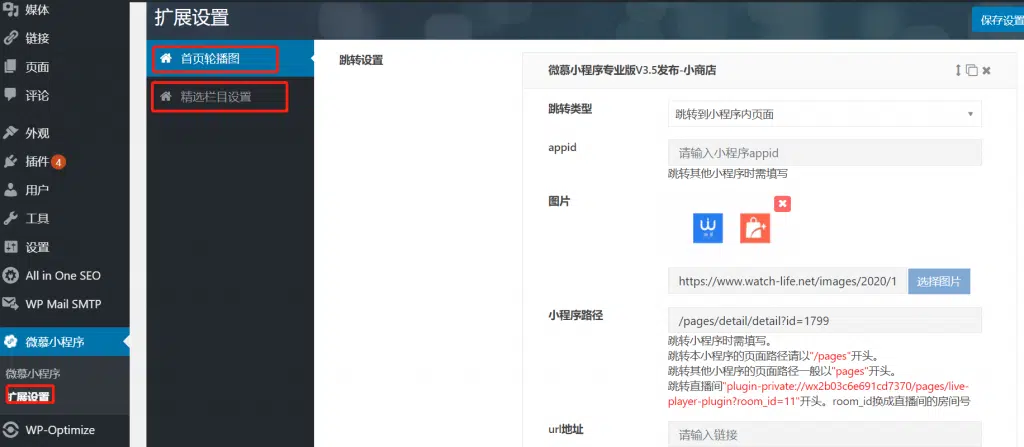 媒体
链接
页面
评论
外观
插件 4
用户
工具
设置
All in One SEO
WP Mail SMTP
微慕小程序
微慕小程序
扩展设置
WP-Optimize
扩展设置
保存设置
首页轮播图
精选栏目设置
跳转设置
微慕小程序专业版V3.5发布-小商店
跳转类型
跳转到小程序内页面
appid
请输入小程序appid
跳转其他小程序时需填写
图片
https://www.watch-life.net/images/2020/1
选择图片
小程序路径
/pages/detail/detail?id=1799
跳转小程序时需填写。
跳转本小程序的页面路径请以"/pages"开头。
跳转其他小程序的页面路径一般以"pages"开头。
跳转直播间"plugin-private://wx2b03c6e691cd7370/pages/live-
player-plugin?room_id=11"开头。room_id换成直播间的房间号
url地址
请输入链接